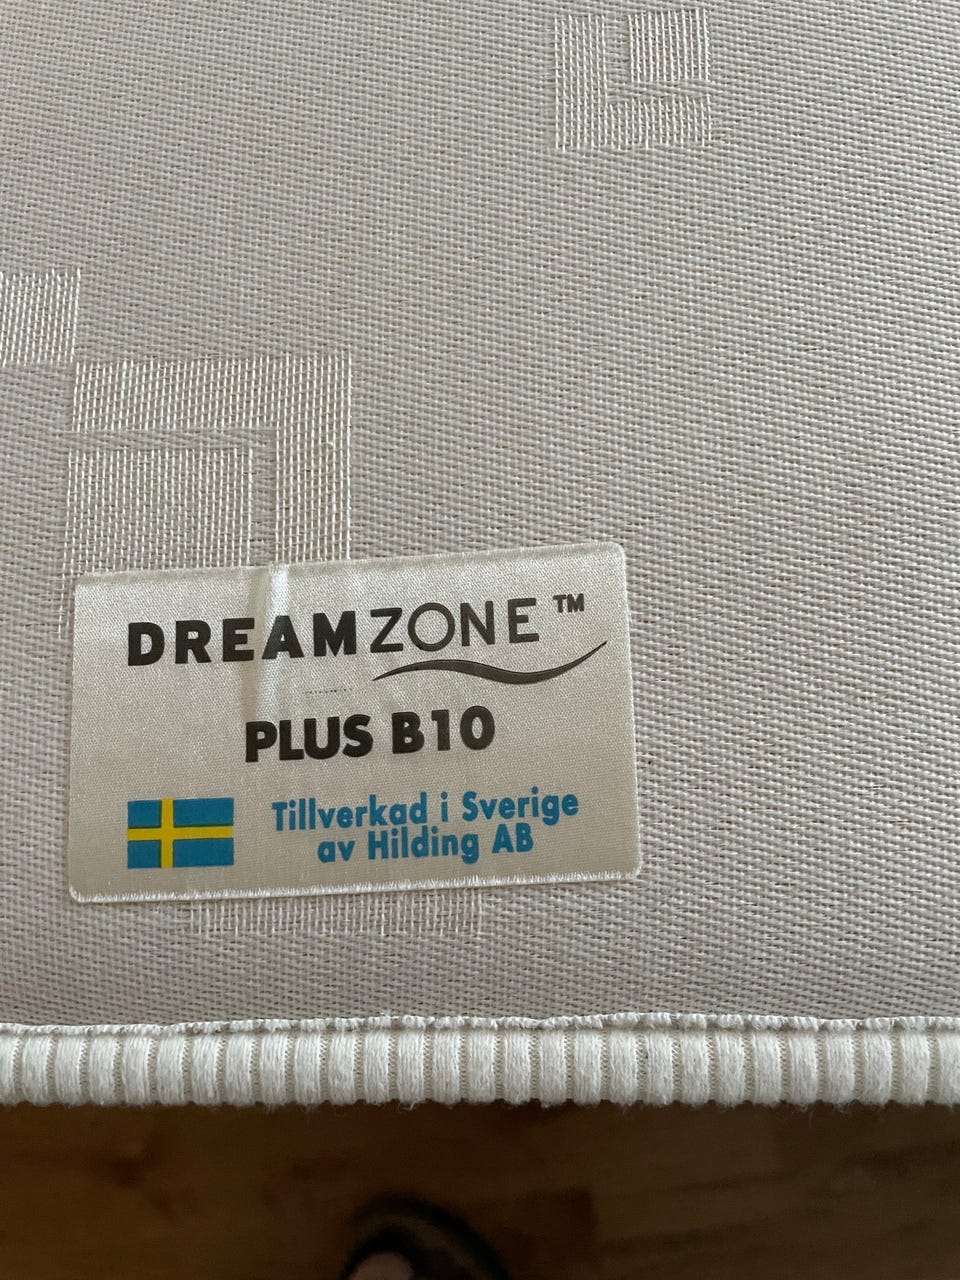 DREAMZONE™
PLUS B10
Tillverkad i Sverige
av Hilding AB